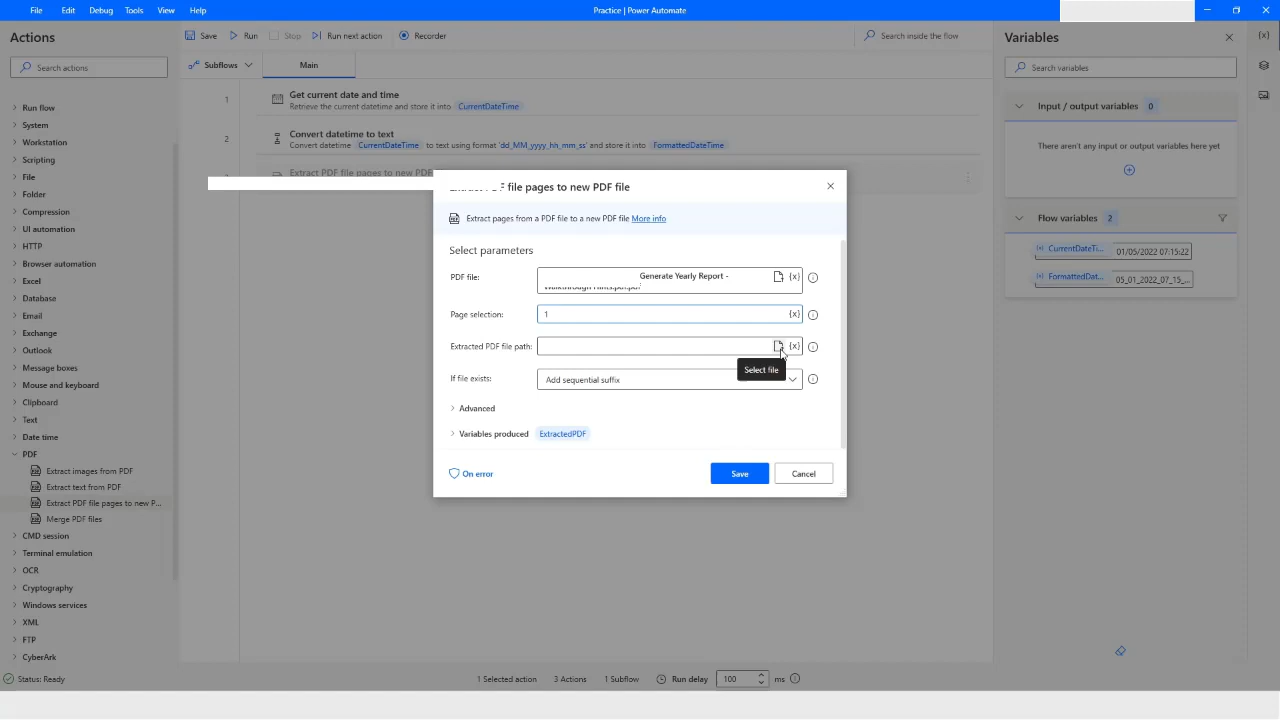 File Edit Debug Tools View Help
Practice | Power Automate
Actions
Search actions
Run flow
System
Workstation
Scripting
File
Folder
Compression
UI automation
HTTP
Browser automation
Excel
Database
Email
Exchange
Outlook
Message boxes
Mouse and keyboard
Clipboard
Text
Date time
PDF
Extract images from PDF
Extract text from PDF
Extract PDF file pages to new P...
Merge PDF files
CMD session
Terminal emulation
OCR
Cryptography
Windows services
XML
FTP
CyberArk
Save Run Stop Run next action Recorder
Search inside the flow
Subflows Main
1
Get current date and time
Retrieve the current datetime and store it into CurrentDateTime
2
Convert datetime to text
Convert datetime CurrentDateTime to text using format 'dd_MM_yyyy_hh_mm_ss' and store it into FormattedDateTime
Extract PDF file pages to new PDF
Extract PDF file pages to new PDF file
Extract pages from a PDF file to a new PDF file More info
Select parameters
PDF file:
Generate Yearly Report -
Walkthrough Hints.pdf.pdf
{x}
Page selection: 1 {x}
Extracted PDF file path: {x}
Select file
If file exists: Add sequential suffix
Advanced
Variables produced ExtractedPDF
On error
Save Cancel
Variables
{x}
Search variables
Input / output variables 0
There aren't any input or output variables here yet
Flow variables 2
CurrentDateTi... 01/05/2022 07:15:22
FormattedDat... 05_01_2022_07_15_...
Status: Ready 1 Selected action 3 Actions 1 Subflow Run delay 100 ms